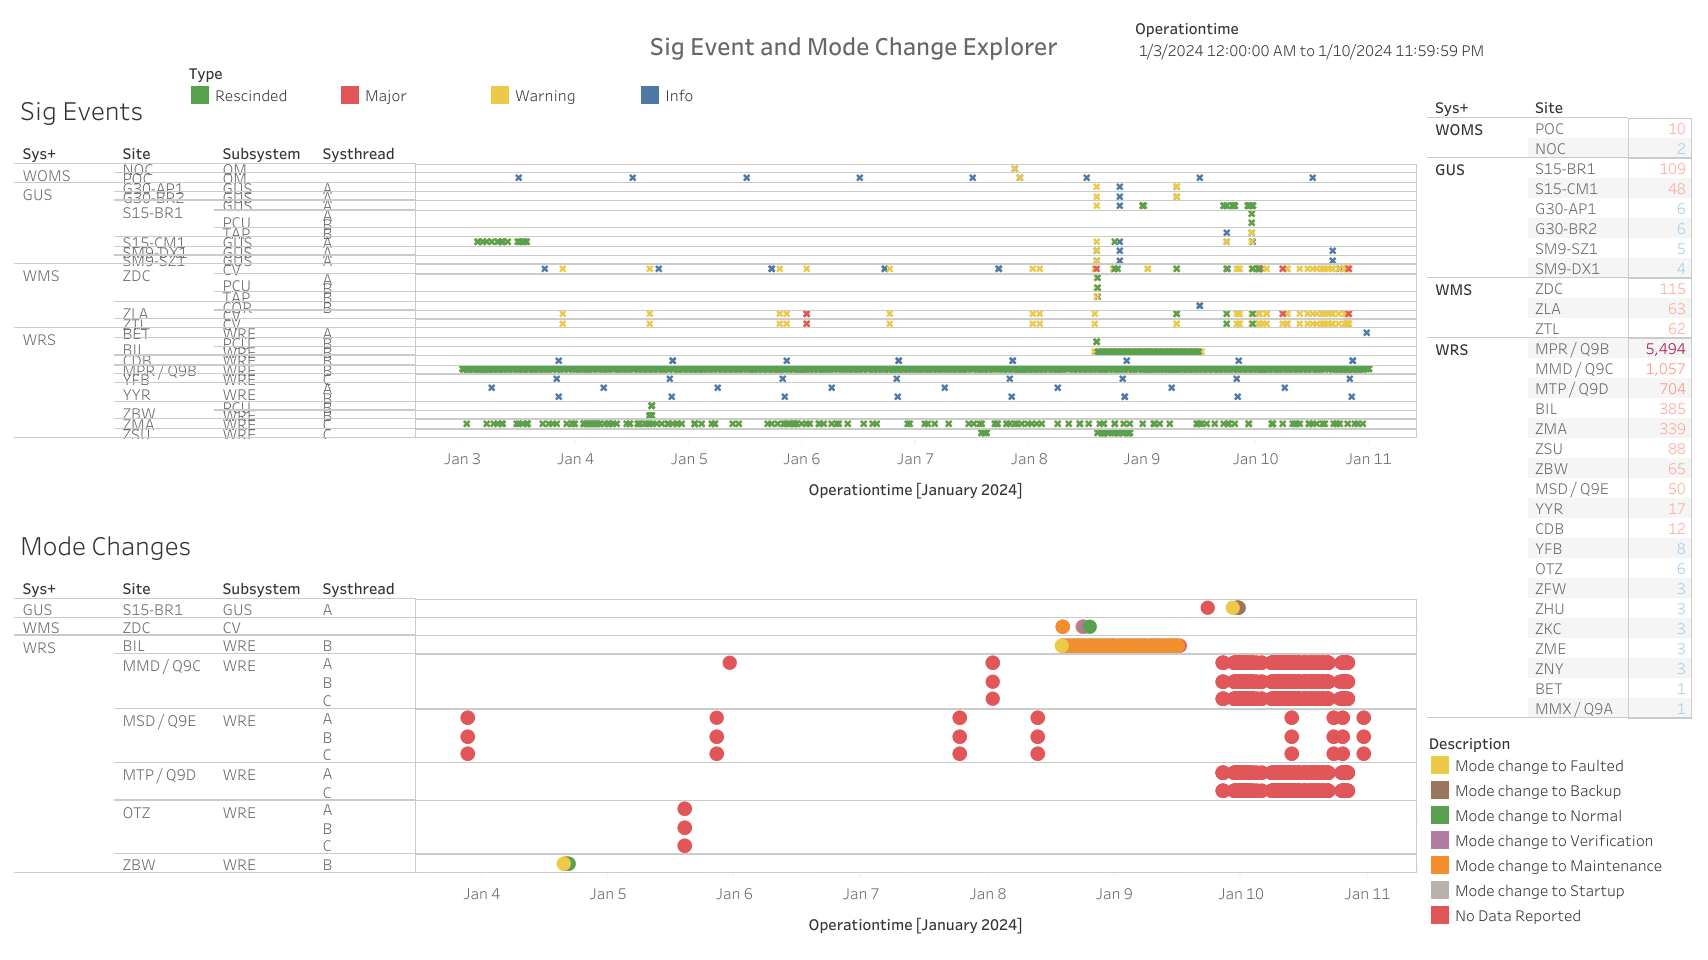 Sig Event and Mode Change Explorer
Operationtime
1/3/2024 12:00:00 AM to 1/10/2024 11:59:59 PM
Type
Rescinded Major Warning Info
Sig Events
Sys+ Site Subsystem Systhread
WOMS NOC OM
POC OM
GUS G30-AP1 GUS A
G30-BR2 GUS A
S15-BR1 GUS A
A
PCU B
TAP B
S15-CM1 GUS A
SM9-DX1 GUS A
SM9-SZ1 GUS A
WMS ZDC CV
A
PCU B
TAP B
COR B
ZLA CV
ZTL CV
WRS BET WRE A
BIL PCU B
WRE B
CDB WRE B
MPR / Q9B WRE B
YFB WRE C
YYR WRE A
B
ZBW PCU B
WRE B
ZMA WRE C
ZSU WRE C
Jan 3 Jan 4 Jan 5 Jan 6 Jan 7 Jan 8 Jan 9 Jan 10 Jan 11
Operationtime [January 2024]
Mode Changes
Sys+ Site Subsystem Systhread
GUS S15-BR1 GUS A
WMS ZDC CV
WRS BIL WRE B
MMD / Q9C WRE A
B
C
MSD / Q9E WRE A
B
C
MTP / Q9D WRE A
C
OTZ WRE A
B
C
ZBW WRE B
Jan 4 Jan 5 Jan 6 Jan 7 Jan 8 Jan 9 Jan 10 Jan 11
Operationtime [January 2024]
Sys+ Site
WOMS POC 10
NOC 2
GUS S15-BR1 109
S15-CM1 48
G30-AP1 6
G30-BR2 6
SM9-SZ1 5
SM9-DX1 4
WMS ZDC 115
ZLA 63
ZTL 62
WRS MPR / Q9B 5,494
MMD / Q9C 1,057
MTP / Q9D 704
BIL 385
ZMA 339
ZSU 88
ZBW 65
MSD / Q9E 50
YYR 17
CDB 12
YFB 8
OTZ 6
ZFW 3
ZHU 3
ZKC 3
ZME 3
ZNY 3
BET 1
MMX / Q9A 1
Description
Mode change to Faulted
Mode change to Backup
Mode change to Normal
Mode change to Verification
Mode change to Maintenance
Mode change to Startup
No Data Reported